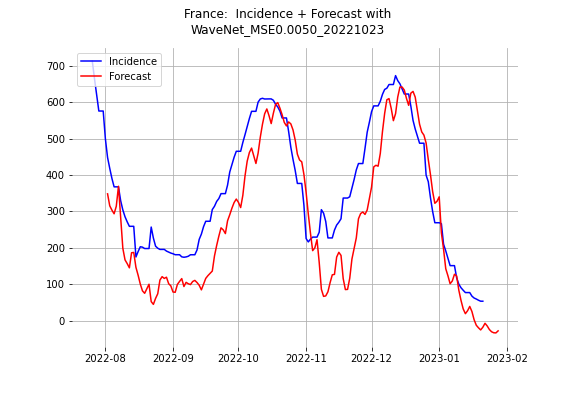 France:  Incidence + Forecast with
WaveNet_MSE0.0050_20221023
Incidence
Forecast
700
600
500
400
300
200
100
0
2022-08 2022-09 2022-10 2022-11 2022-12 2023-01 2023-02